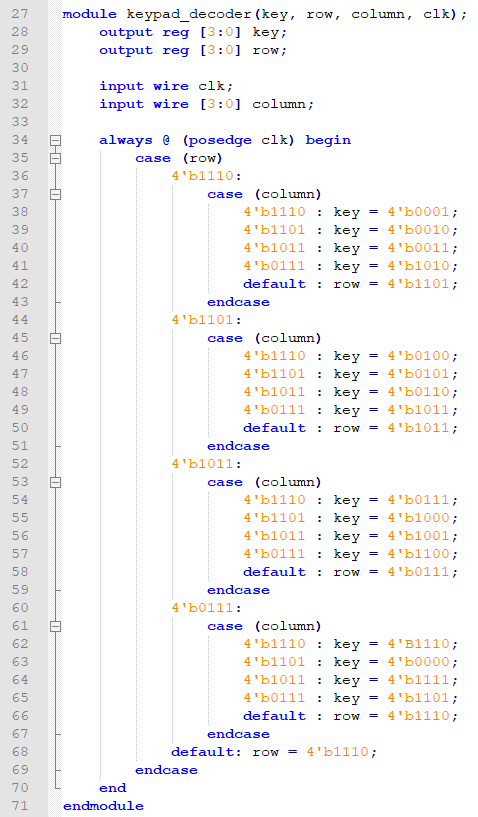 27 module keypad_decoder(key, row, column, clk);
28     output reg [3:0] key;
29     output reg [3:0] row;
30
31     input wire clk;
32     input wire [3:0] column;
33
34     always @ (posedge clk) begin
35         case (row)
36             4'b1110:
37                 case (column)
38                     4'b1110 : key = 4'b0001;
39                     4'b1101 : key = 4'b0010;
40                     4'b1011 : key = 4'b0011;
41                     4'b0111 : key = 4'b1010;
42                     default : row = 4'b1101;
43                 endcase
44             4'b1101:
45                 case (column)
46                     4'b1110 : key = 4'b0100;
47                     4'b1101 : key = 4'b0101;
48                     4'b1011 : key = 4'b0110;
49                     4'b0111 : key = 4'b1011;
50                     default : row = 4'b1011;
51                 endcase
52             4'b1011:
53                 case (column)
54                     4'b1110 : key = 4'b0111;
55                     4'b1101 : key = 4'b1000;
56                     4'b1011 : key = 4'b1001;
57                     4'b0111 : key = 4'b1100;
58                     default : row = 4'b0111;
59                 endcase
60             4'b0111:
61                 case (column)
62                     4'b1110 : key = 4'B1110;
63                     4'b1101 : key = 4'b0000;
64                     4'b1011 : key = 4'b1111;
65                     4'b0111 : key = 4'b1101;
66                     default : row = 4'b1110;
67                 endcase
68             default: row = 4'b1110;
69         endcase
70     end
71 endmodule